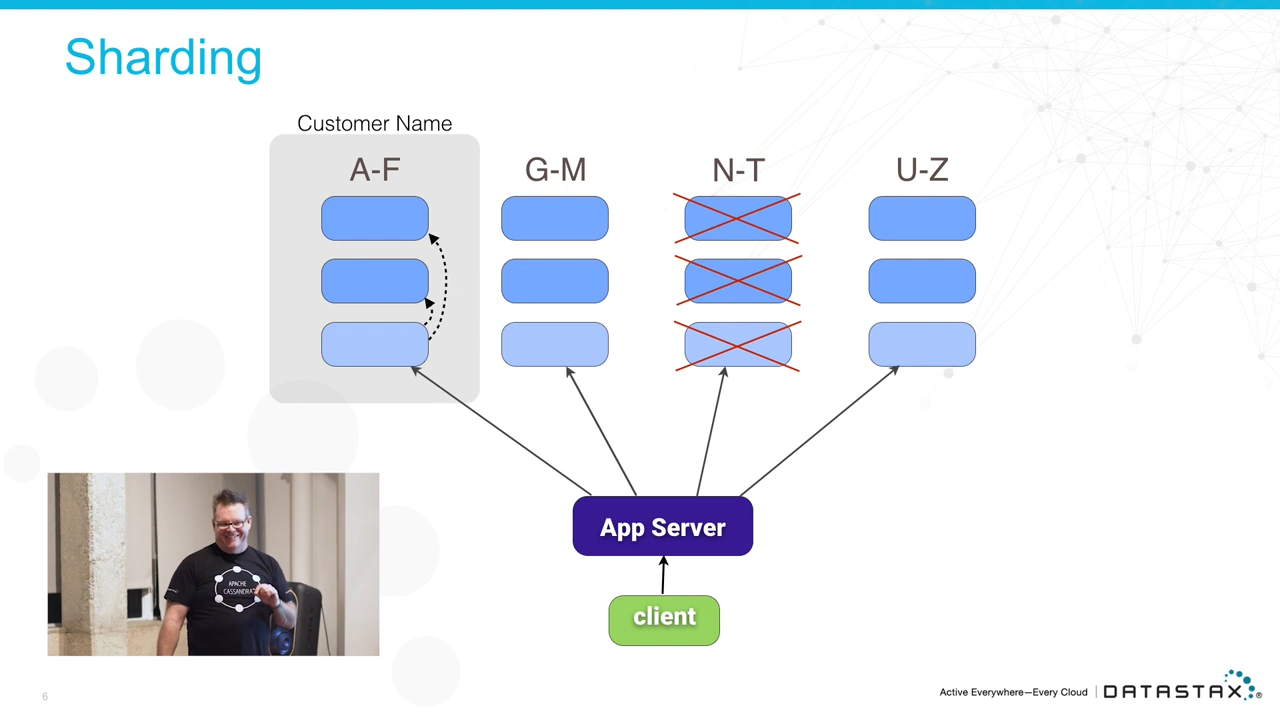 Sharding
Customer Name
A-F
G-M
N-T
U-Z
App Server
client
APACHE
CASSANDRA
6
Active Everywhere—Every Cloud
DATASTAX®